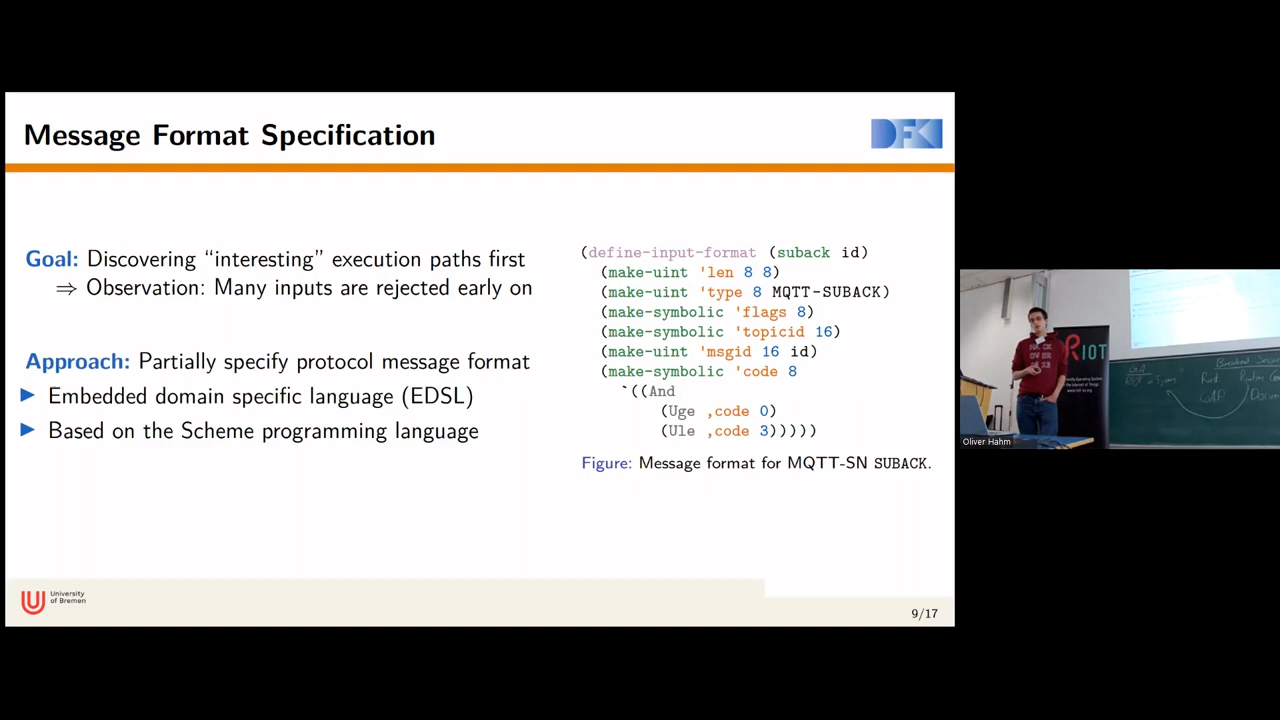 Message Format Specification
DFKI
Goal: Discovering “interesting” execution paths first
⇒ Observation: Many inputs are rejected early on
Approach: Partially specify protocol message format
Embedded domain specific language (EDSL)
Based on the Scheme programming language
(define-input-format (suback id)
(make-uint 'len 8 8)
(make-uint 'type 8 MQTT-SUBACK)
(make-symbolic 'flags 8)
(make-symbolic 'topicid 16)
(make-uint 'msgid 16 id)
(make-symbolic 'code 8
`((And
(Uge ,code 0)
(Ule ,code 3)))))
Figure: Message format for MQTT-SN SUBACK.
University
of Bremen
9/17
RIOT
Oliver Hahm